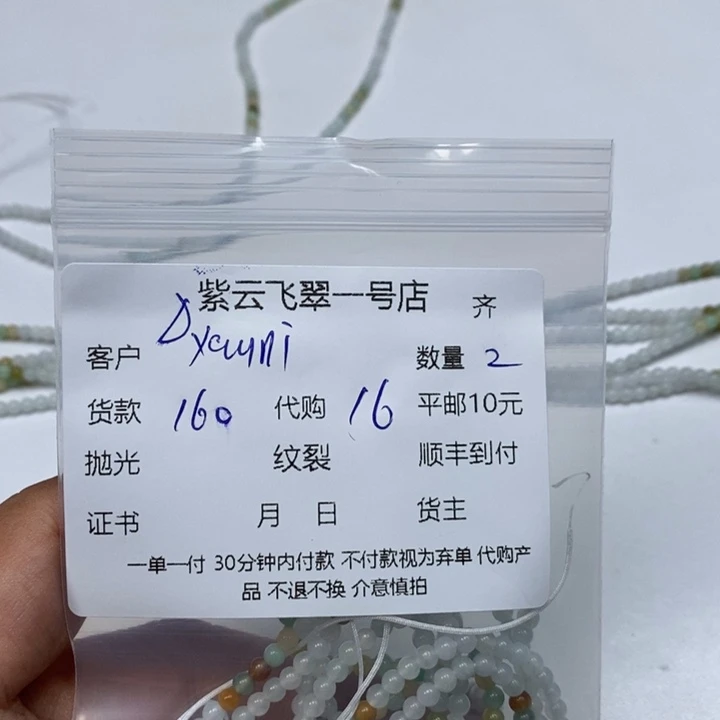 紫云飞翠一号店 齐
客户 Dyauni 数量 2
货款 160 代购 16 平邮10元
抛光 纹裂 顺丰到付
证书 月 日 货主
一单一付 30分钟内付款 不付款视为弃单 代购产
品 不退不换 介意慎拍